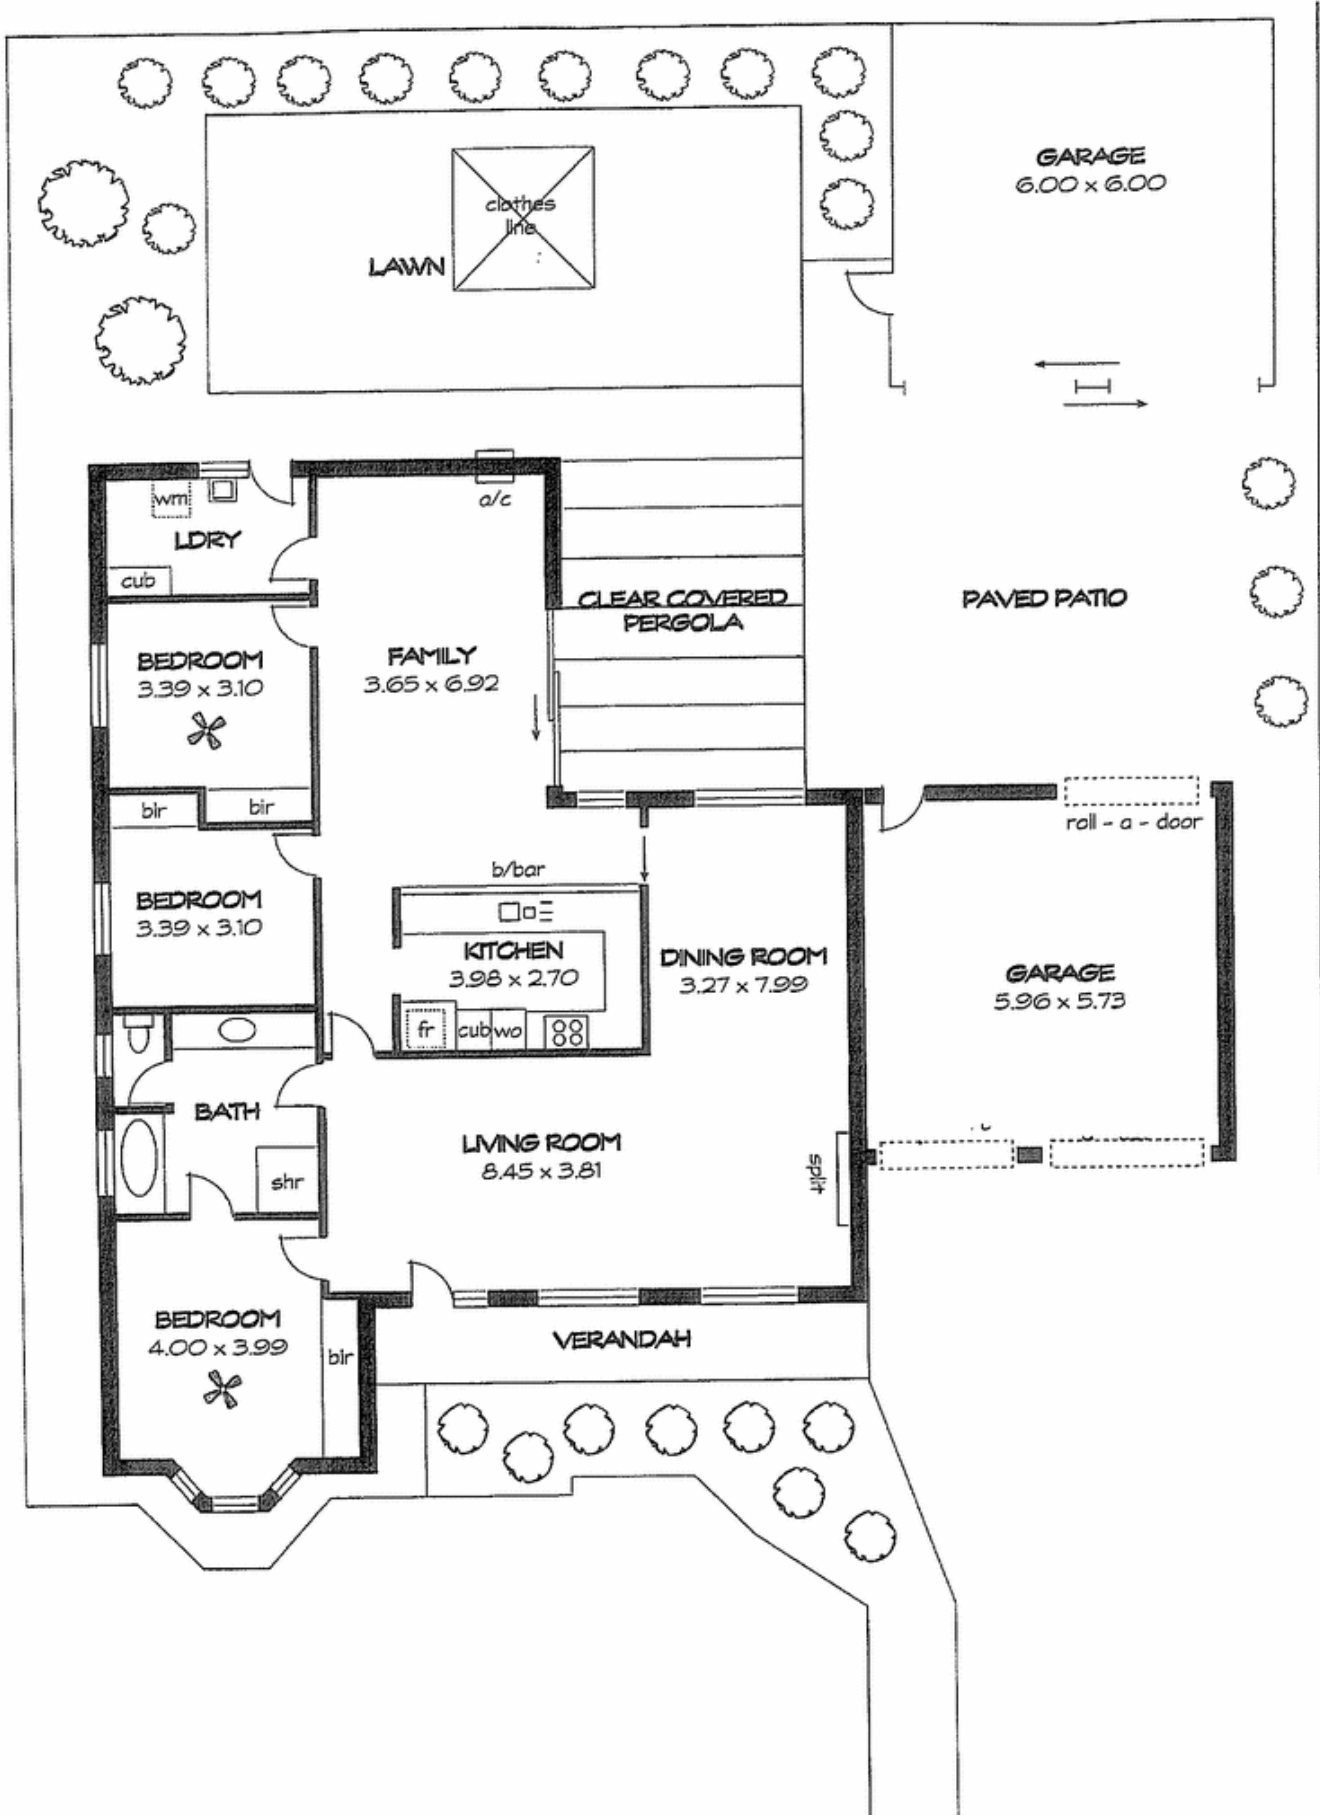 GARAGE
6.00 x 6.00
clothes
line
LAWN
wm
a/c
LDRY
cub
CLEAR COVERED
PERGOLA
PAVED PATIO
BEDROOM
3.39 x 3.10
FAMILY
3.65 x 6.92
bir
bir
roll - a - door
b/bar
BEDROOM
3.39 x 3.10
KITCHEN
3.98 x 2.70
DINING ROOM
3.27 x 7.99
GARAGE
5.96 x 5.73
fr
cub
wo
BATH
LIVING ROOM
8.45 x 3.81
split
shr
BEDROOM
4.00 x 3.99
VERANDAH
bir